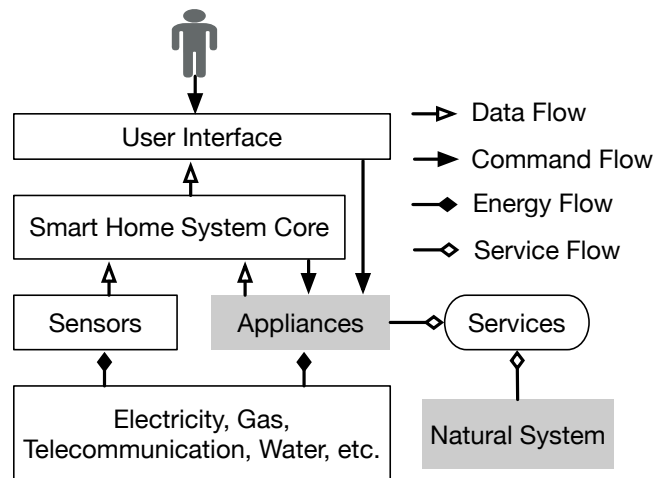 User Interface
Data Flow
Command Flow
Smart Home System Core
Energy Flow
Service Flow
Sensors
Appliances
Services
Electricity, Gas,
Telecommunication, Water, etc.
Natural System